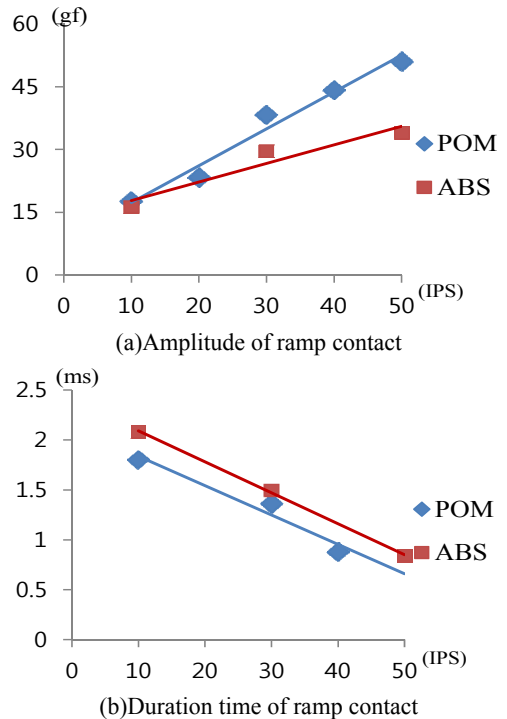 (gf)
60
45
30
15
0
POM
ABS
0 10 20 30 40 50 (IPS)
(a)Amplitude of ramp contact
(ms)
2.5
2
1.5
1
0.5
0
POM
ABS
0 10 20 30 40 50 (IPS)
(b)Duration time of ramp contact